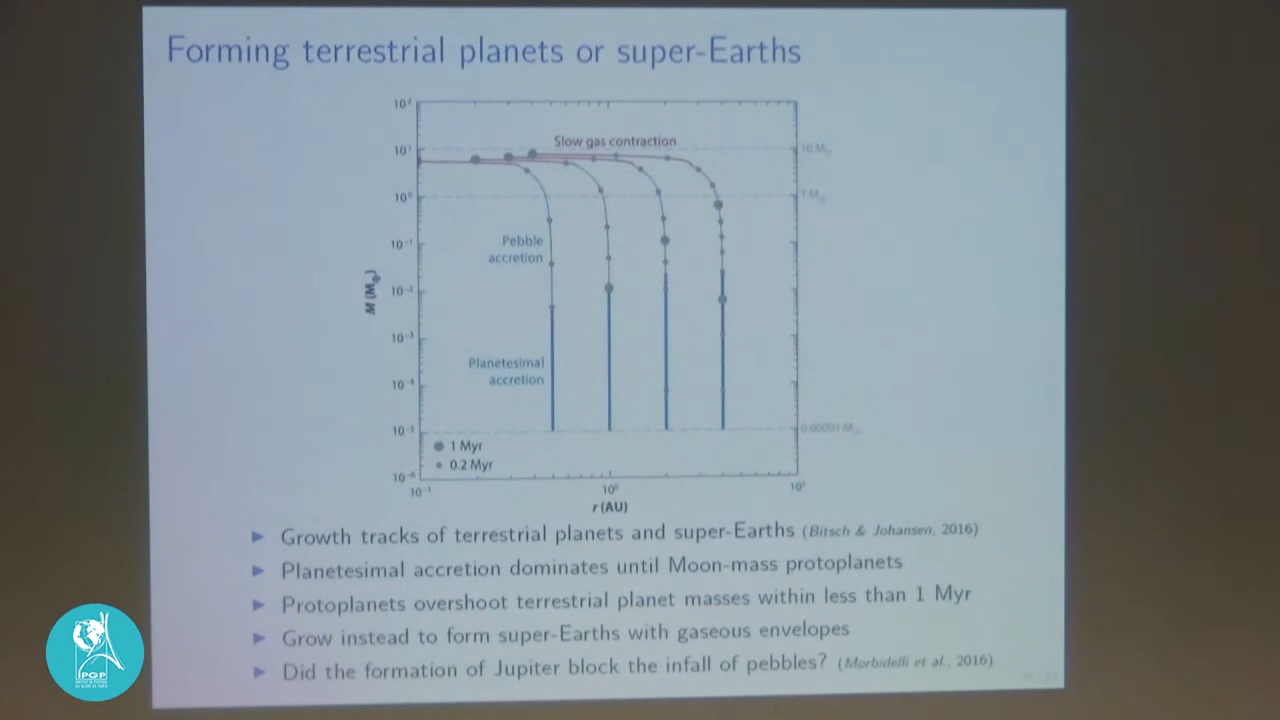 Forming terrestrial planets or super-Earths
10²
10¹
10⁰
10⁻¹
10⁻²
10⁻³
10⁻⁴
10⁻⁵
10⁻⁶
M (M⊕)
Slow gas contraction
10 M⊕
1 M⊕
0.00001 M⊕
Pebble
accretion
Planetesimal
accretion
1 Myr
0.2 Myr
10⁻¹
10⁰
10¹
r (AU)
Growth tracks of terrestrial planets and super-Earths (Bitsch & Johansen, 2016)
Planetesimal accretion dominates until Moon-mass protoplanets
Protoplanets overshoot terrestrial planet masses within less than 1 Myr
Grow instead to form super-Earths with gaseous envelopes
Did the formation of Jupiter block the infall of pebbles? (Morbidelli et al., 2016)
PGP